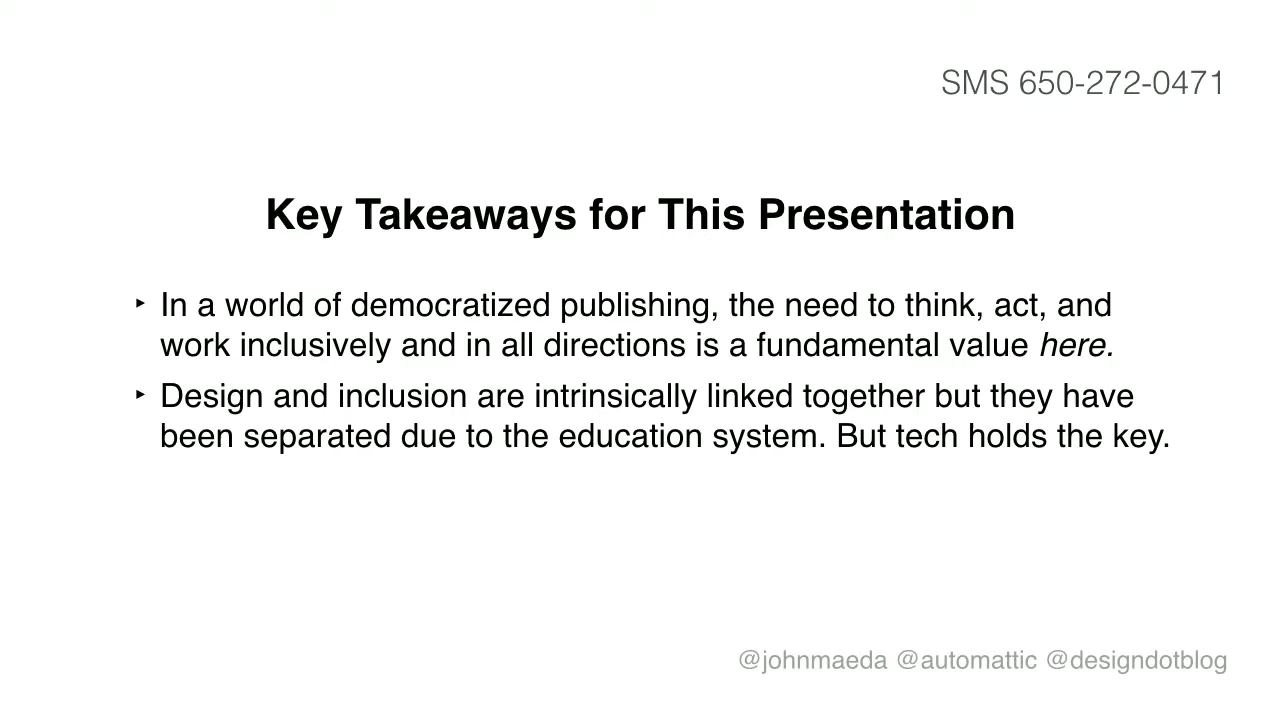 SMS 650-272-0471
Key Takeaways for This Presentation
‣ In a world of democratized publishing, the need to think, act, and
work inclusively and in all directions is a fundamental value here.
‣ Design and inclusion are intrinsically linked together but they have
been separated due to the education system. But tech holds the key.
@johnmaeda @automattic @designdotblog